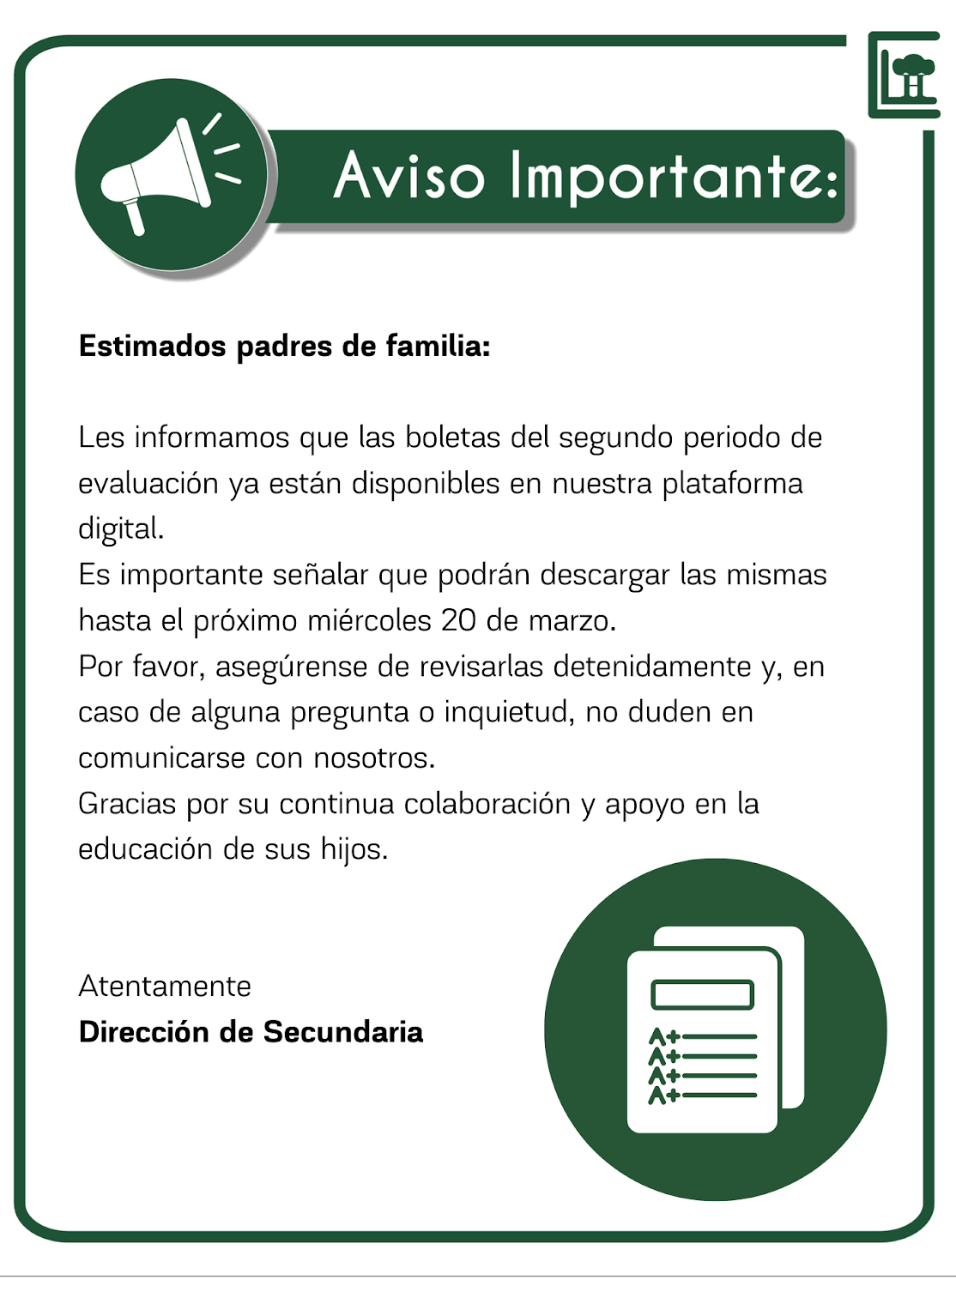 Aviso Importante:
Estimados padres de familia:
Les informamos que las boletas del segundo periodo de
evaluación ya están disponibles en nuestra plataforma
digital.
Es importante señalar que podrán descargar las mismas
hasta el próximo miércoles 20 de marzo.
Por favor, asegúrense de revisarlas detenidamente y, en
caso de alguna pregunta o inquietud, no duden en
comunicarse con nosotros.
Gracias por su continua colaboración y apoyo en la
educación de sus hijos.
Atentamente
Dirección de Secundaria
A+
A+
A+
A+